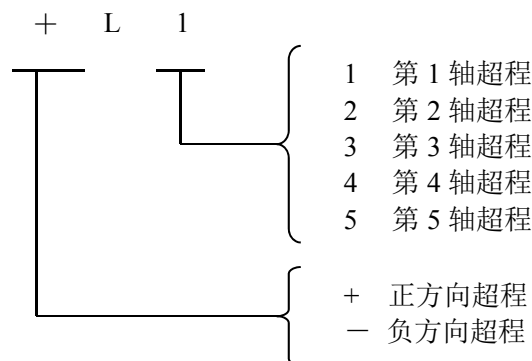 ＋ L 1
1 第 1 轴超程
2 第 2 轴超程
3 第 3 轴超程
4 第 4 轴超程
5 第 5 轴超程
+ 正方向超程
－ 负方向超程